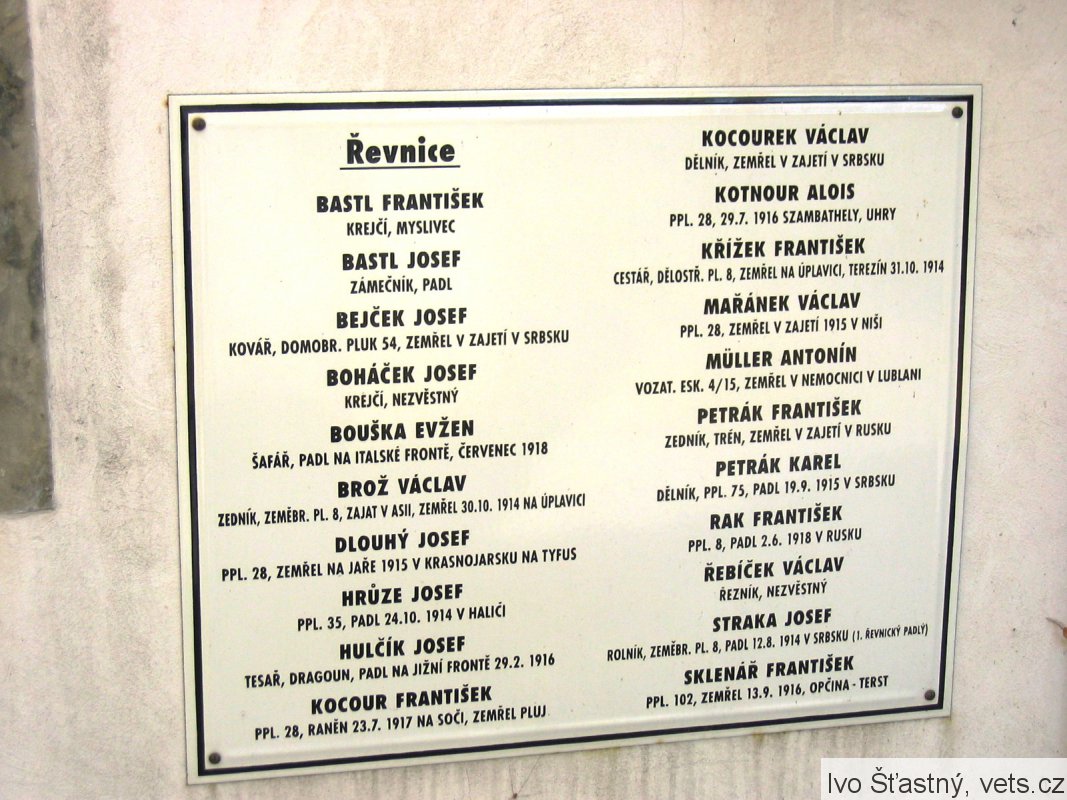 Řevnice
BASTL FRANTIŠEK
KREJČÍ, MYSLIVEC
BASTL JOSEF
ZÁMEČNÍK, PADL
BEJČEK JOSEF
KOVÁŘ, DOMOBR. PLUK 54, ZEMŘEL V ZAJETÍ V SRBSKU
BOHÁČEK JOSEF
KREJČÍ, NEZVĚSTNÝ
BOUŠKA EVŽEN
ŠAFÁŘ, PADL NA ITALSKÉ FRONTĚ, ČERVENEC 1918
BROŽ VÁCLAV
ZEDNÍK, ZEMĚBR. PL. 8, ZAJAT V ASII, ZEMŘEL 30.10. 1914 NA ÚPLAVICI
DLOUHÝ JOSEF
PPL. 28, ZEMŘEL NA JAŘE 1915 V KRASNOJARSKU NA TYFUS
HRŮZE JOSEF
PPL. 35, PADL 24.10. 1914 V HALIČI
HULČÍK JOSEF
TESAŘ, DRAGOUN, PADL NA JIŽNÍ FRONTĚ 29.2. 1916
KOCOUR FRANTIŠEK
PPL. 28, RANĚN 23.7. 1917 NA SOČI, ZEMŘEL PLUJ
KOCOUREK VÁCLAV
DĚLNÍK, ZEMŘEL V ZAJETÍ V SRBSKU
KOTNOUR ALOIS
PPL. 28, 29.7. 1916 SZAMBATHELY, UHRY
KŘÍŽEK FRANTIŠEK
CESTÁŘ, DĚLOSTŘ. PL. 8, ZEMŘEL NA ÚPLAVICI, TEREZÍN 31.10. 1914
MAŘÁNEK VÁCLAV
PPL. 28, ZEMŘEL V ZAJETÍ 1915 V NIŠI
MÜLLER ANTONÍN
VOZAT. ESK. 4/15, ZEMŘEL V NEMOCNICI V LUBLANI
PETRÁK FRANTIŠEK
ZEDNÍK, TRÉN, ZEMŘEL V ZAJETÍ V RUSKU
PETRÁK KAREL
DĚLNÍK, PPL. 75, PADL 19.9. 1915 V SRBSKU
RAK FRANTIŠEK
PPL. 8, PADL 2.6. 1918 V RUSKU
ŘEBÍČEK VÁCLAV
ŘEZNÍK, NEZVĚSTNÝ
STRAKA JOSEF
ROLNÍK, ZEMĚBR. PL. 8, PADL 12.8. 1914 V SRBSKU (1. ŘEVNICKÝ PADLÝ)
SKLENÁŘ FRANTIŠEK
PPL. 102, ZEMŘEL 13.9. 1916, OPČINA - TERST
Ivo Šťastný, vets.cz